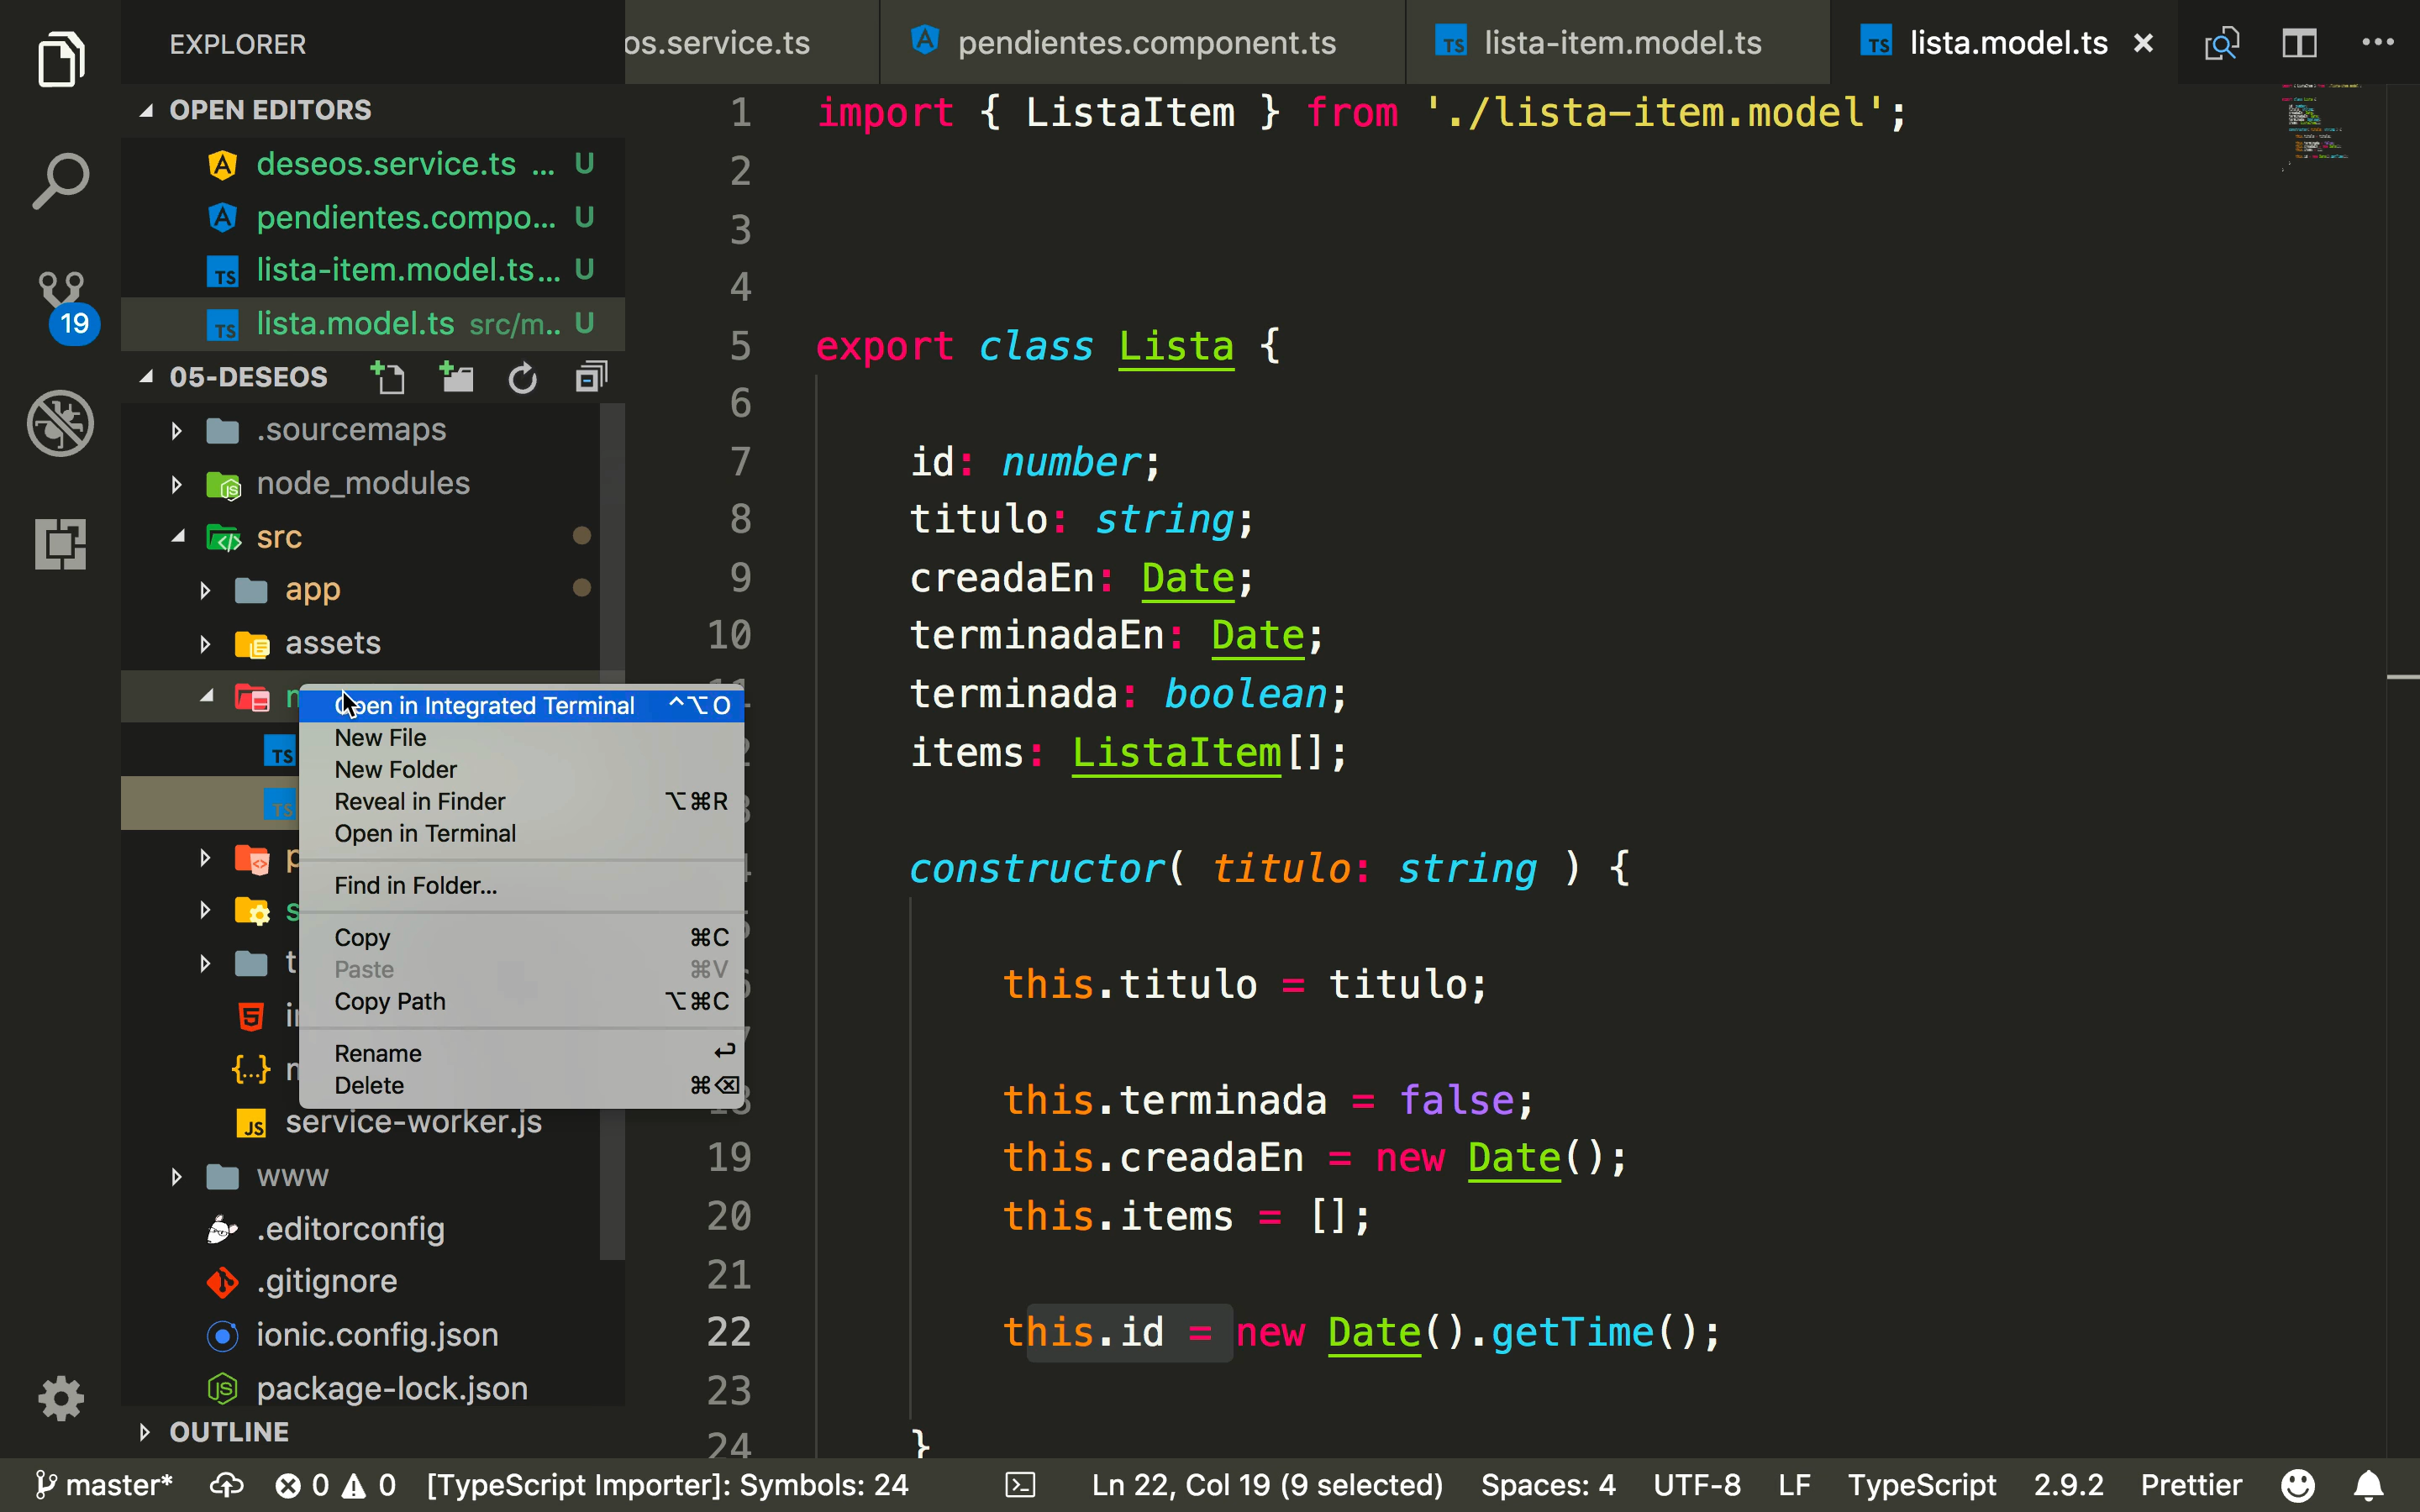 EXPLORER
OPEN EDITORS
deseos.service.ts ... U
pendientes.compo... U
lista-item.model.ts... U
lista.model.ts src/m.. U
19
05-DESEOS
.sourcemaps
node_modules
src
app
assets
Open in Integrated Terminal ^⌥O
New File
New Folder
Reveal in Finder ⌥⌘R
Open in Terminal
Find in Folder...
Copy ⌘C
Paste ⌘V
Copy Path ⌥⌘C
Rename ↩
Delete ⌘⌫
service-worker.js
www
.editorconfig
.gitignore
ionic.config.json
package-lock.json
OUTLINE
os.service.ts
pendientes.component.ts
lista-item.model.ts
lista.model.ts ×
1 import { ListaItem } from './lista-item.model';
2
3
4
5 export class Lista {
6
7 id: number;
8 titulo: string;
9 creadaEn: Date;
10 terminadaEn: Date;
terminada: boolean;
items: ListaItem[];
constructor( titulo: string ) {
this.titulo = titulo;
this.terminada = false;
19 this.creadaEn = new Date();
20 this.items = [];
21
22 this.id = new Date().getTime();
23
24 }
master* 0 0 [TypeScript Importer]: Symbols: 24 Ln 22, Col 19 (9 selected) Spaces: 4 UTF-8 LF TypeScript 2.9.2 Prettier